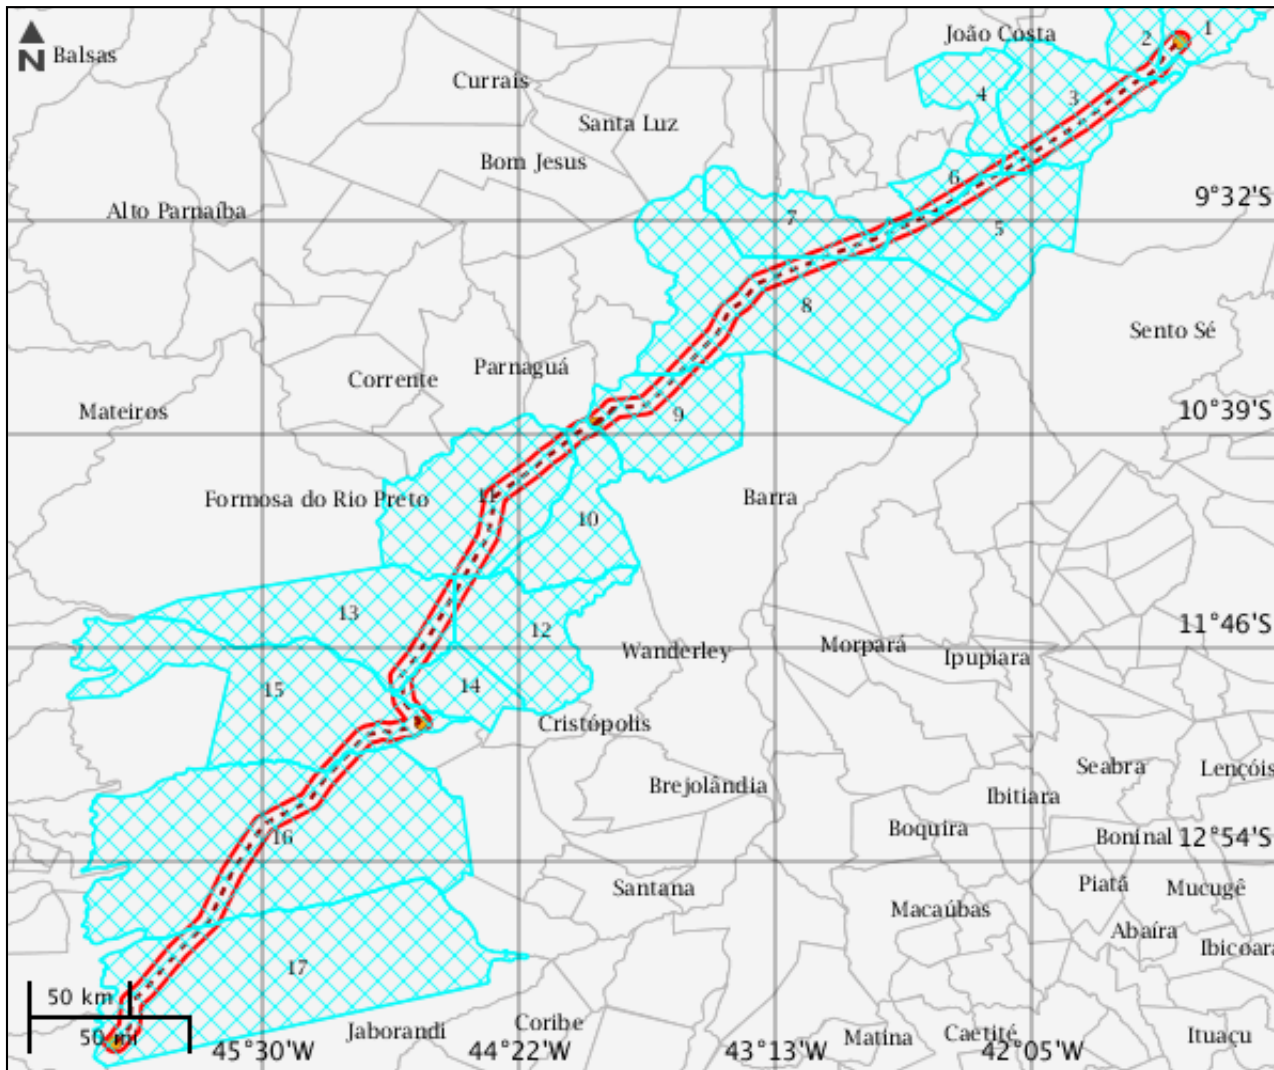 N
Balsas
João Costa
2
1
Currais
4
3
Santa Luz
Bom Jesus
6
9°32'S
Alto Parnaíba
7
5
8
Sento Sé
Parnaguá
Corrente
Mateiros
9
10°39'S
Formosa do Rio Preto
11
Barra
10
13
12
11°46'S
Wanderley
Morpará
Ipupiara
15
14
Cristópolis
Seabra
Lençóis
Brejolândia
Ibitiara
16
Boquira
Boninal
12°54'S
Santana
Piatã
Mucugê
Macaúbas
Abaíra
Ibicoara
17
50 km
50 mi
Jaborandi
Coribe
Matina
Caetité
Ituaçu
45°30'W
44°22'W
43°13'W
42°05'W